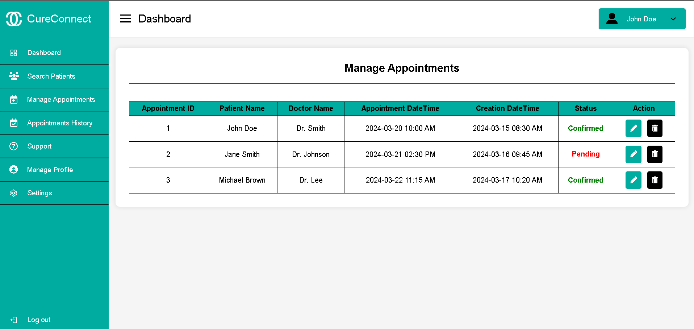 CureConnect
Dashboard
Search Patients
Manage Appointments
Appointments History
Support
Manage Profile
Settings
Log out
Dashboard
John Doe
Manage Appointments
Appointment ID Patient Name Doctor Name Appointment DateTime Creation DateTime Status Action
1 John Doe Dr. Smith 2024-03-20 10:00 AM 2024-03-15 08:30 AM Confirmed
2 Jane Smith Dr. Johnson 2024-03-21 02:30 PM 2024-03-16 09:45 AM Pending
3 Michael Brown Dr. Lee 2024-03-22 11:15 AM 2024-03-17 10:20 AM Confirmed